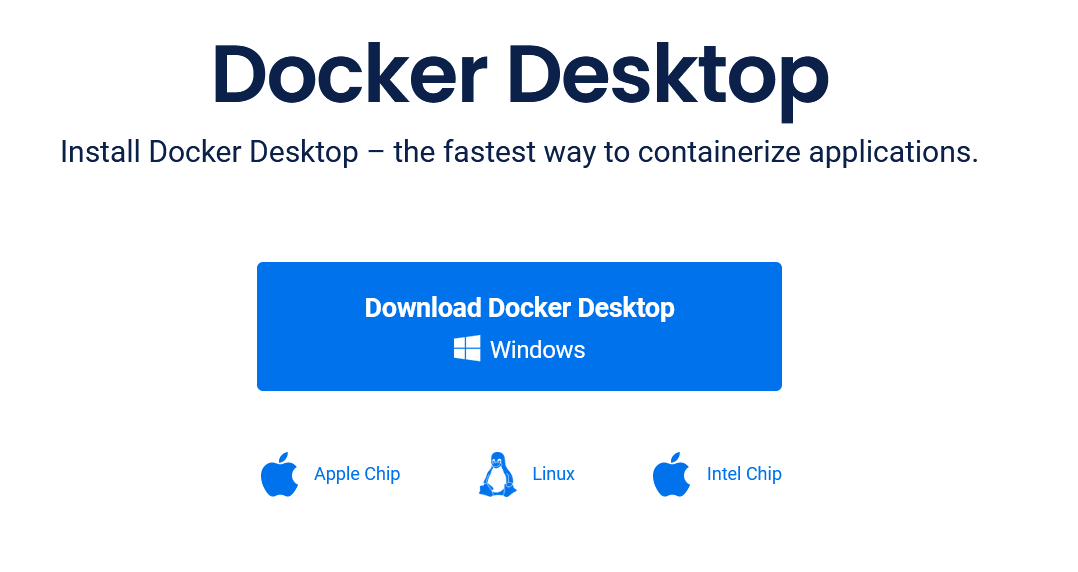 Docker Desktop
Install Docker Desktop – the fastest way to containerize applications.
Download Docker Desktop
Windows
Apple Chip
Linux
Intel Chip